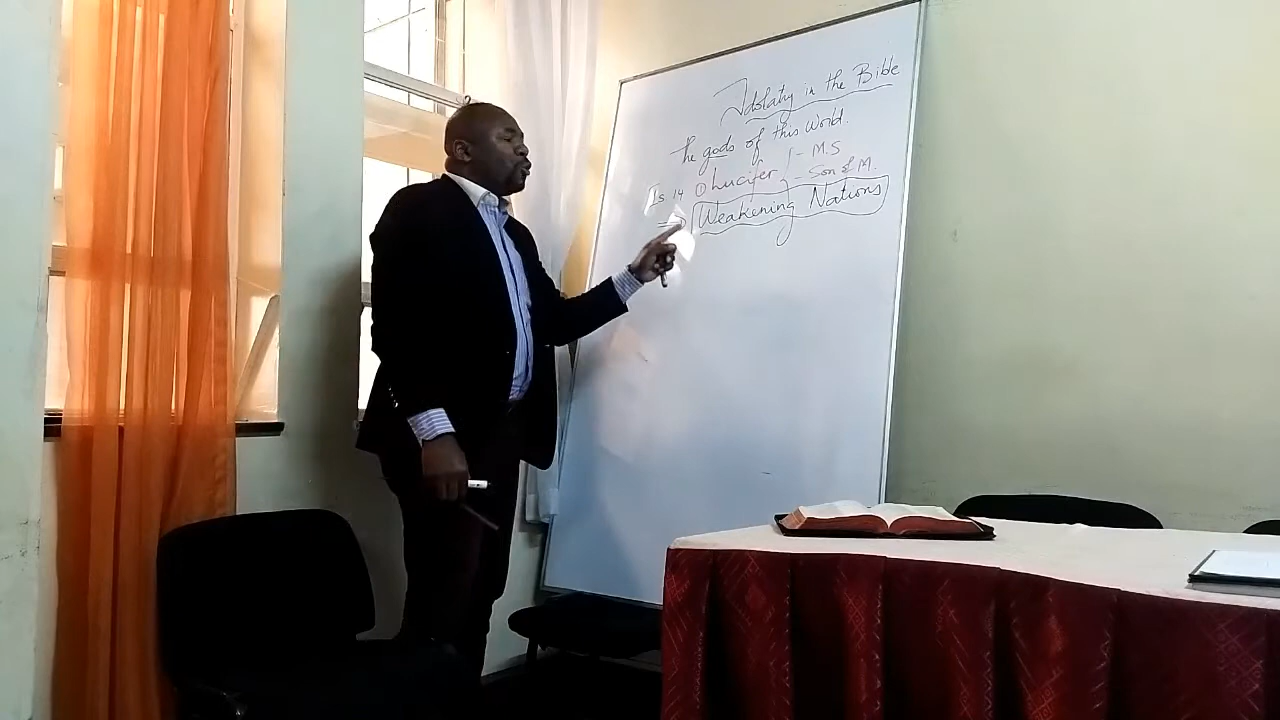 Idolatry in the Bible
the gods of this World.
Is 14 ① Lucifer - M.S
- Son of M.
⇒ Weakening Nations